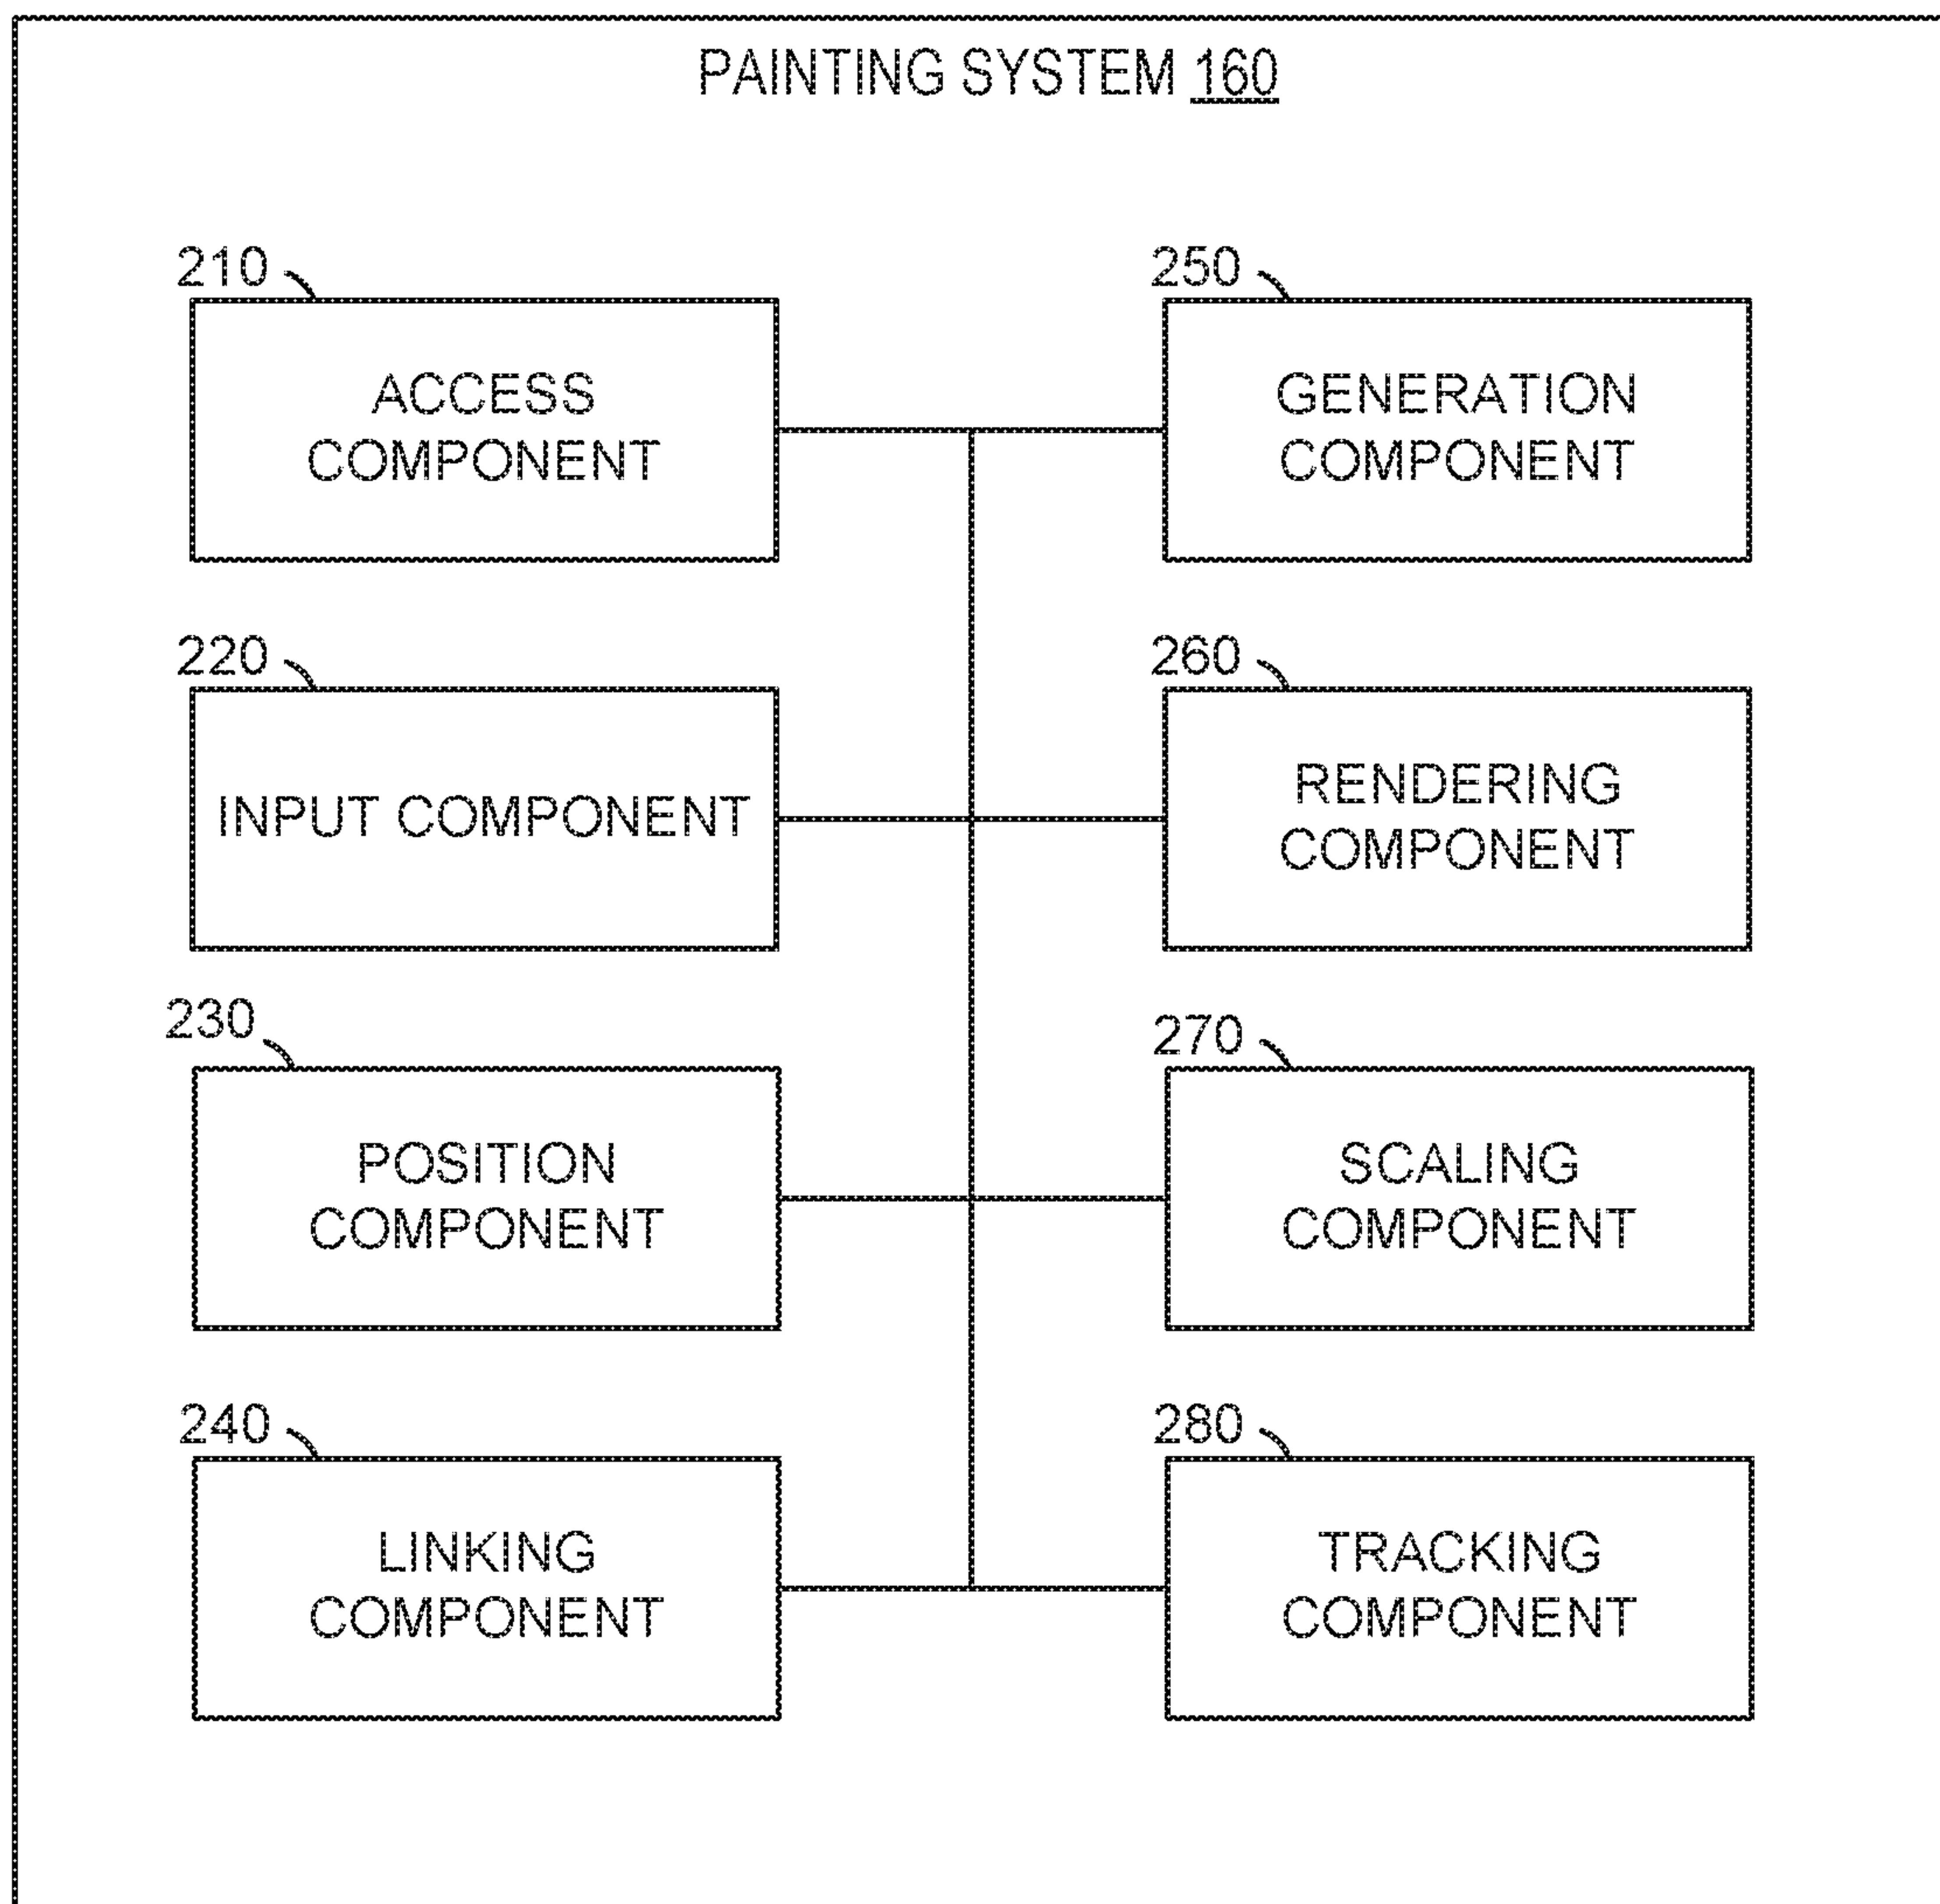 PAINTING SYSTEM 160
210
ACCESS
COMPONENT
250
GENERATION
COMPONENT
220
INPUT COMPONENT
260
RENDERING
COMPONENT
230
POSITION
COMPONENT
270
SCALING
COMPONENT
240
LINKING
COMPONENT
280
TRACKING
COMPONENT